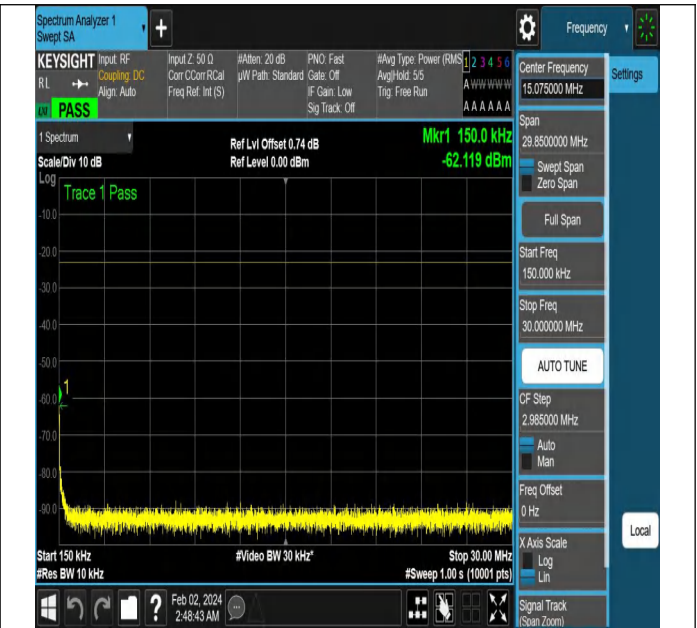 Spectrum Analyzer 1
Swept SA
+
Frequency
KEYSIGHT
RL
PASS
Input: RF
Coupling: DC
Align: Auto
Input Z: 50 Ω
Corr CCorr RCal
Freq Ref: Int (S)
#Atten: 20 dB
µW Path: Standard
PNO: Fast
Gate: Off
IF Gain: Low
Sig Track: Off
#Avg Type: Power (RMS
Avg|Hold: 5/5
Trig: Free Run
1 2 3 4 5 6
A W W W W W
A A A A A A
1 Spectrum
Scale/Div 10 dB
Ref Lvl Offset 0.74 dB
Ref Level 0.00 dBm
Mkr1 150.0 kHz
-62.119 dBm
Log
Trace 1 Pass
-10.0
-20.0
-30.0
-40.0
-50.0
-60.0
-70.0
-80.0
-90.0
1
Start 150 kHz
#Res BW 10 kHz
#Video BW 30 kHz*
Stop 30.00 MHz
#Sweep 1.00 s (10001 pts)
Center Frequency
15.075000 MHz
Span
29.8500000 MHz
Swept Span
Zero Span
Full Span
Start Freq
150.000 kHz
Stop Freq
30.000000 MHz
AUTO TUNE
CF Step
2.985000 MHz
Auto
Man
Freq Offset
0 Hz
X Axis Scale
Log
Lin
Signal Track
(Span Zoom)
Settings
Local
?
Feb 02, 2024
2:48:43 AM